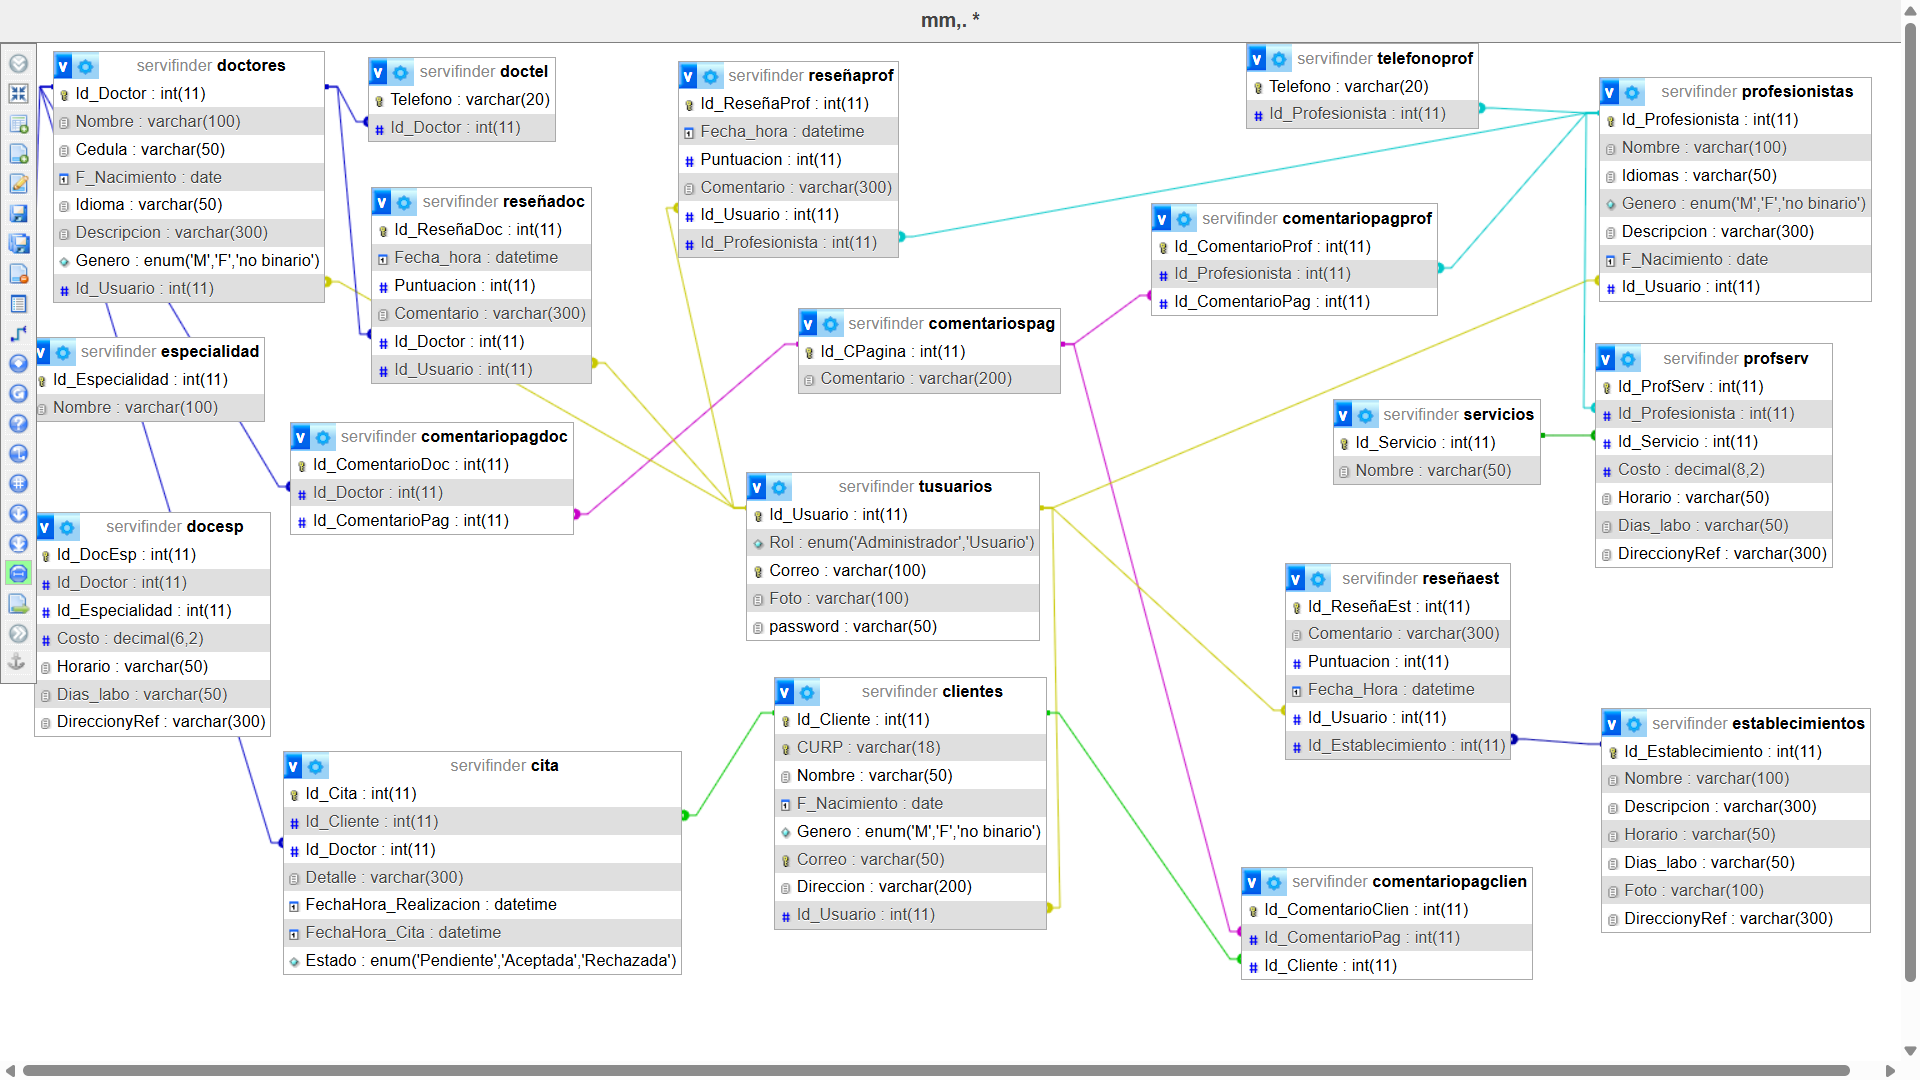 mm,. *
servifinder doctores
Id_Doctor : int(11)
Nombre : varchar(100)
Cedula : varchar(50)
F_Nacimiento : date
Idioma : varchar(50)
Descripcion : varchar(300)
Genero : enum('M','F','no binario')
Id_Usuario : int(11)
servifinder doctel
Telefono : varchar(20)
Id_Doctor : int(11)
servifinder reseñadoc
Id_ReseñaDoc : int(11)
Fecha_hora : datetime
Puntuacion : int(11)
Comentario : varchar(300)
Id_Doctor : int(11)
Id_Usuario : int(11)
servifinder reseñaprof
Id_ReseñaProf : int(11)
Fecha_hora : datetime
Puntuacion : int(11)
Comentario : varchar(300)
Id_Usuario : int(11)
Id_Profesionista : int(11)
servifinder telefonoprof
Telefono : varchar(20)
Id_Profesionista : int(11)
servifinder profesionistas
Id_Profesionista : int(11)
Nombre : varchar(100)
Idiomas : varchar(50)
Genero : enum('M','F','no binario')
Descripcion : varchar(300)
F_Nacimiento : date
Id_Usuario : int(11)
servifinder comentariopagprof
Id_ComentarioProf : int(11)
Id_Profesionista : int(11)
Id_ComentarioPag : int(11)
servifinder comentariospag
Id_CPagina : int(11)
Comentario : varchar(200)
servifinder especialidad
Id_Especialidad : int(11)
Nombre : varchar(100)
servifinder comentariopagdoc
Id_ComentarioDoc : int(11)
Id_Doctor : int(11)
Id_ComentarioPag : int(11)
servifinder servicios
Id_Servicio : int(11)
Nombre : varchar(50)
servifinder profserv
Id_ProfServ : int(11)
Id_Profesionista : int(11)
Id_Servicio : int(11)
Costo : decimal(8,2)
Horario : varchar(50)
Dias_labo : varchar(50)
DireccionyRef : varchar(300)
servifinder docesp
Id_DocEsp : int(11)
Id_Doctor : int(11)
Id_Especialidad : int(11)
Costo : decimal(6,2)
Horario : varchar(50)
Dias_labo : varchar(50)
DireccionyRef : varchar(300)
servifinder tusuarios
Id_Usuario : int(11)
Rol : enum('Administrador','Usuario')
Correo : varchar(100)
Foto : varchar(100)
password : varchar(50)
servifinder reseñaest
Id_ReseñaEst : int(11)
Comentario : varchar(300)
Puntuacion : int(11)
Fecha_Hora : datetime
Id_Usuario : int(11)
Id_Establecimiento : int(11)
servifinder clientes
Id_Cliente : int(11)
CURP : varchar(18)
Nombre : varchar(50)
F_Nacimiento : date
Genero : enum('M','F','no binario')
Correo : varchar(50)
Direccion : varchar(200)
Id_Usuario : int(11)
servifinder establecimientos
Id_Establecimiento : int(11)
Nombre : varchar(100)
Descripcion : varchar(300)
Horario : varchar(50)
Dias_labo : varchar(50)
Foto : varchar(100)
DireccionyRef : varchar(300)
servifinder cita
Id_Cita : int(11)
Id_Cliente : int(11)
Id_Doctor : int(11)
Detalle : varchar(300)
FechaHora_Realizacion : datetime
FechaHora_Cita : datetime
Estado : enum('Pendiente','Aceptada','Rechazada')
servifinder comentariopagclien
Id_ComentarioClien : int(11)
Id_ComentarioPag : int(11)
Id_Cliente : int(11)